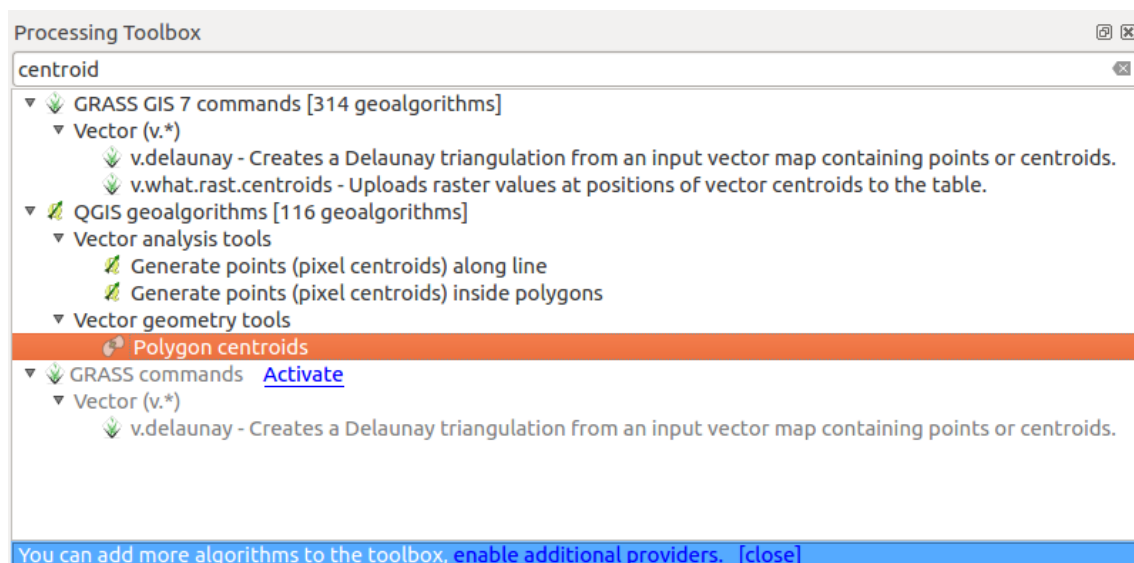 Processing Toolbox
centroid
GRASS GIS 7 commands [314 geoalgorithms]
Vector (v.*)
v.delaunay - Creates a Delaunay triangulation from an input vector map containing points or centroids.
v.what.rast.centroids - Uploads raster values at positions of vector centroids to the table.
QGIS geoalgorithms [116 geoalgorithms]
Vector analysis tools
Generate points (pixel centroids) along line
Generate points (pixel centroids) inside polygons
Vector geometry tools
Polygon centroids
GRASS commands Activate
Vector (v.*)
v.delaunay - Creates a Delaunay triangulation from an input vector map containing points or centroids.
You can add more algorithms to the toolbox, enable additional providers. [close]